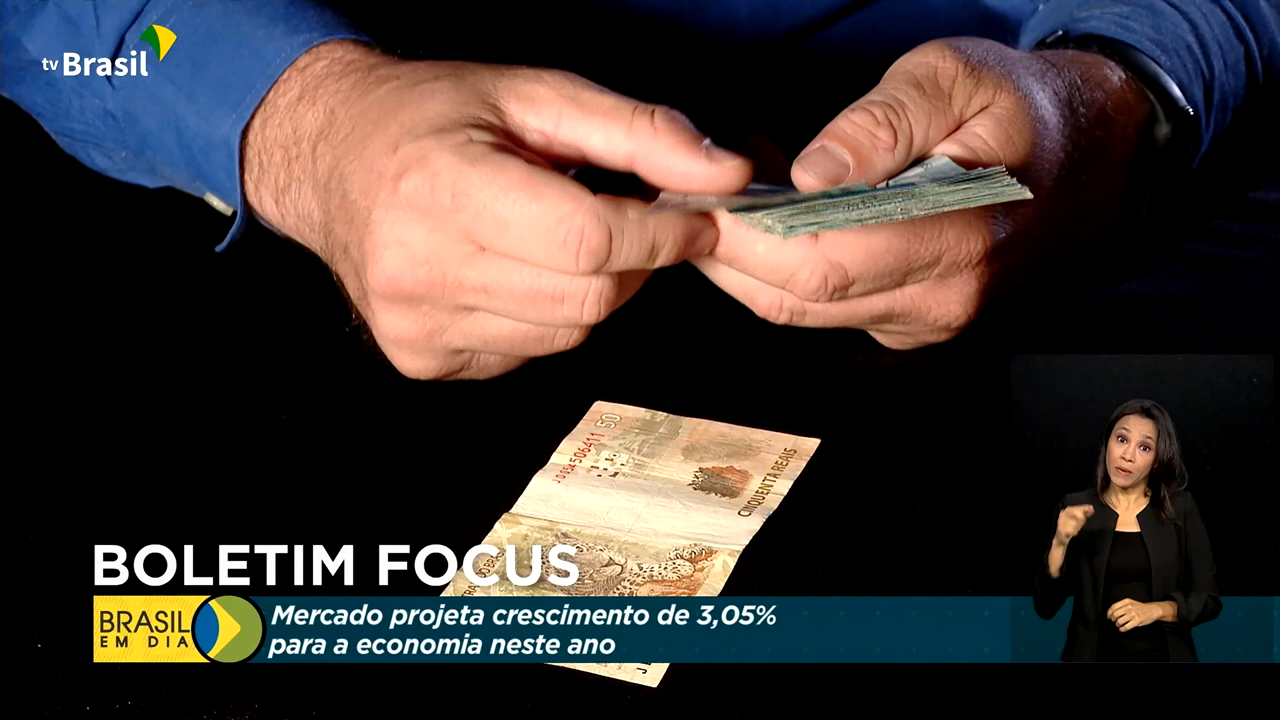 tv Brasil
50
CINQUENTA REAIS
BOLETIM FOCUS
BRASIL
EM DIA
Mercado projeta crescimento de 3,05%
para a economia neste ano